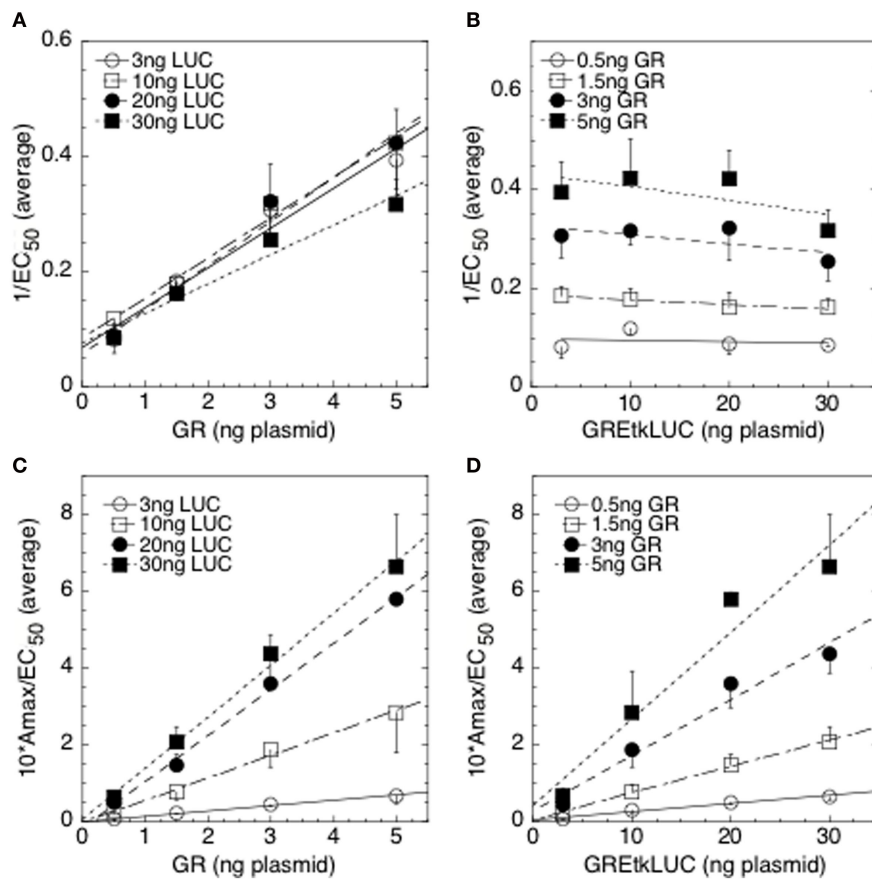 A
B
3ng LUC
10ng LUC
20ng LUC
30ng LUC
0.6
0.4
0.2
0
1/EC50 (average)
0 1 2 3 4 5
GR (ng plasmid)
0.5ng GR
1.5ng GR
3ng GR
5ng GR
0.6
0.4
0.2
0
1/EC50 (average)
0 10 20 30
GREtkLUC (ng plasmid)
C
D
3ng LUC
10ng LUC
20ng LUC
30ng LUC
8
6
4
2
0
10*Amax/EC50 (average)
0 1 2 3 4 5
GR (ng plasmid)
0.5ng GR
1.5ng GR
3ng GR
5ng GR
8
6
4
2
0
10*Amax/EC50 (average)
0 10 20 30
GREtkLUC (ng plasmid)